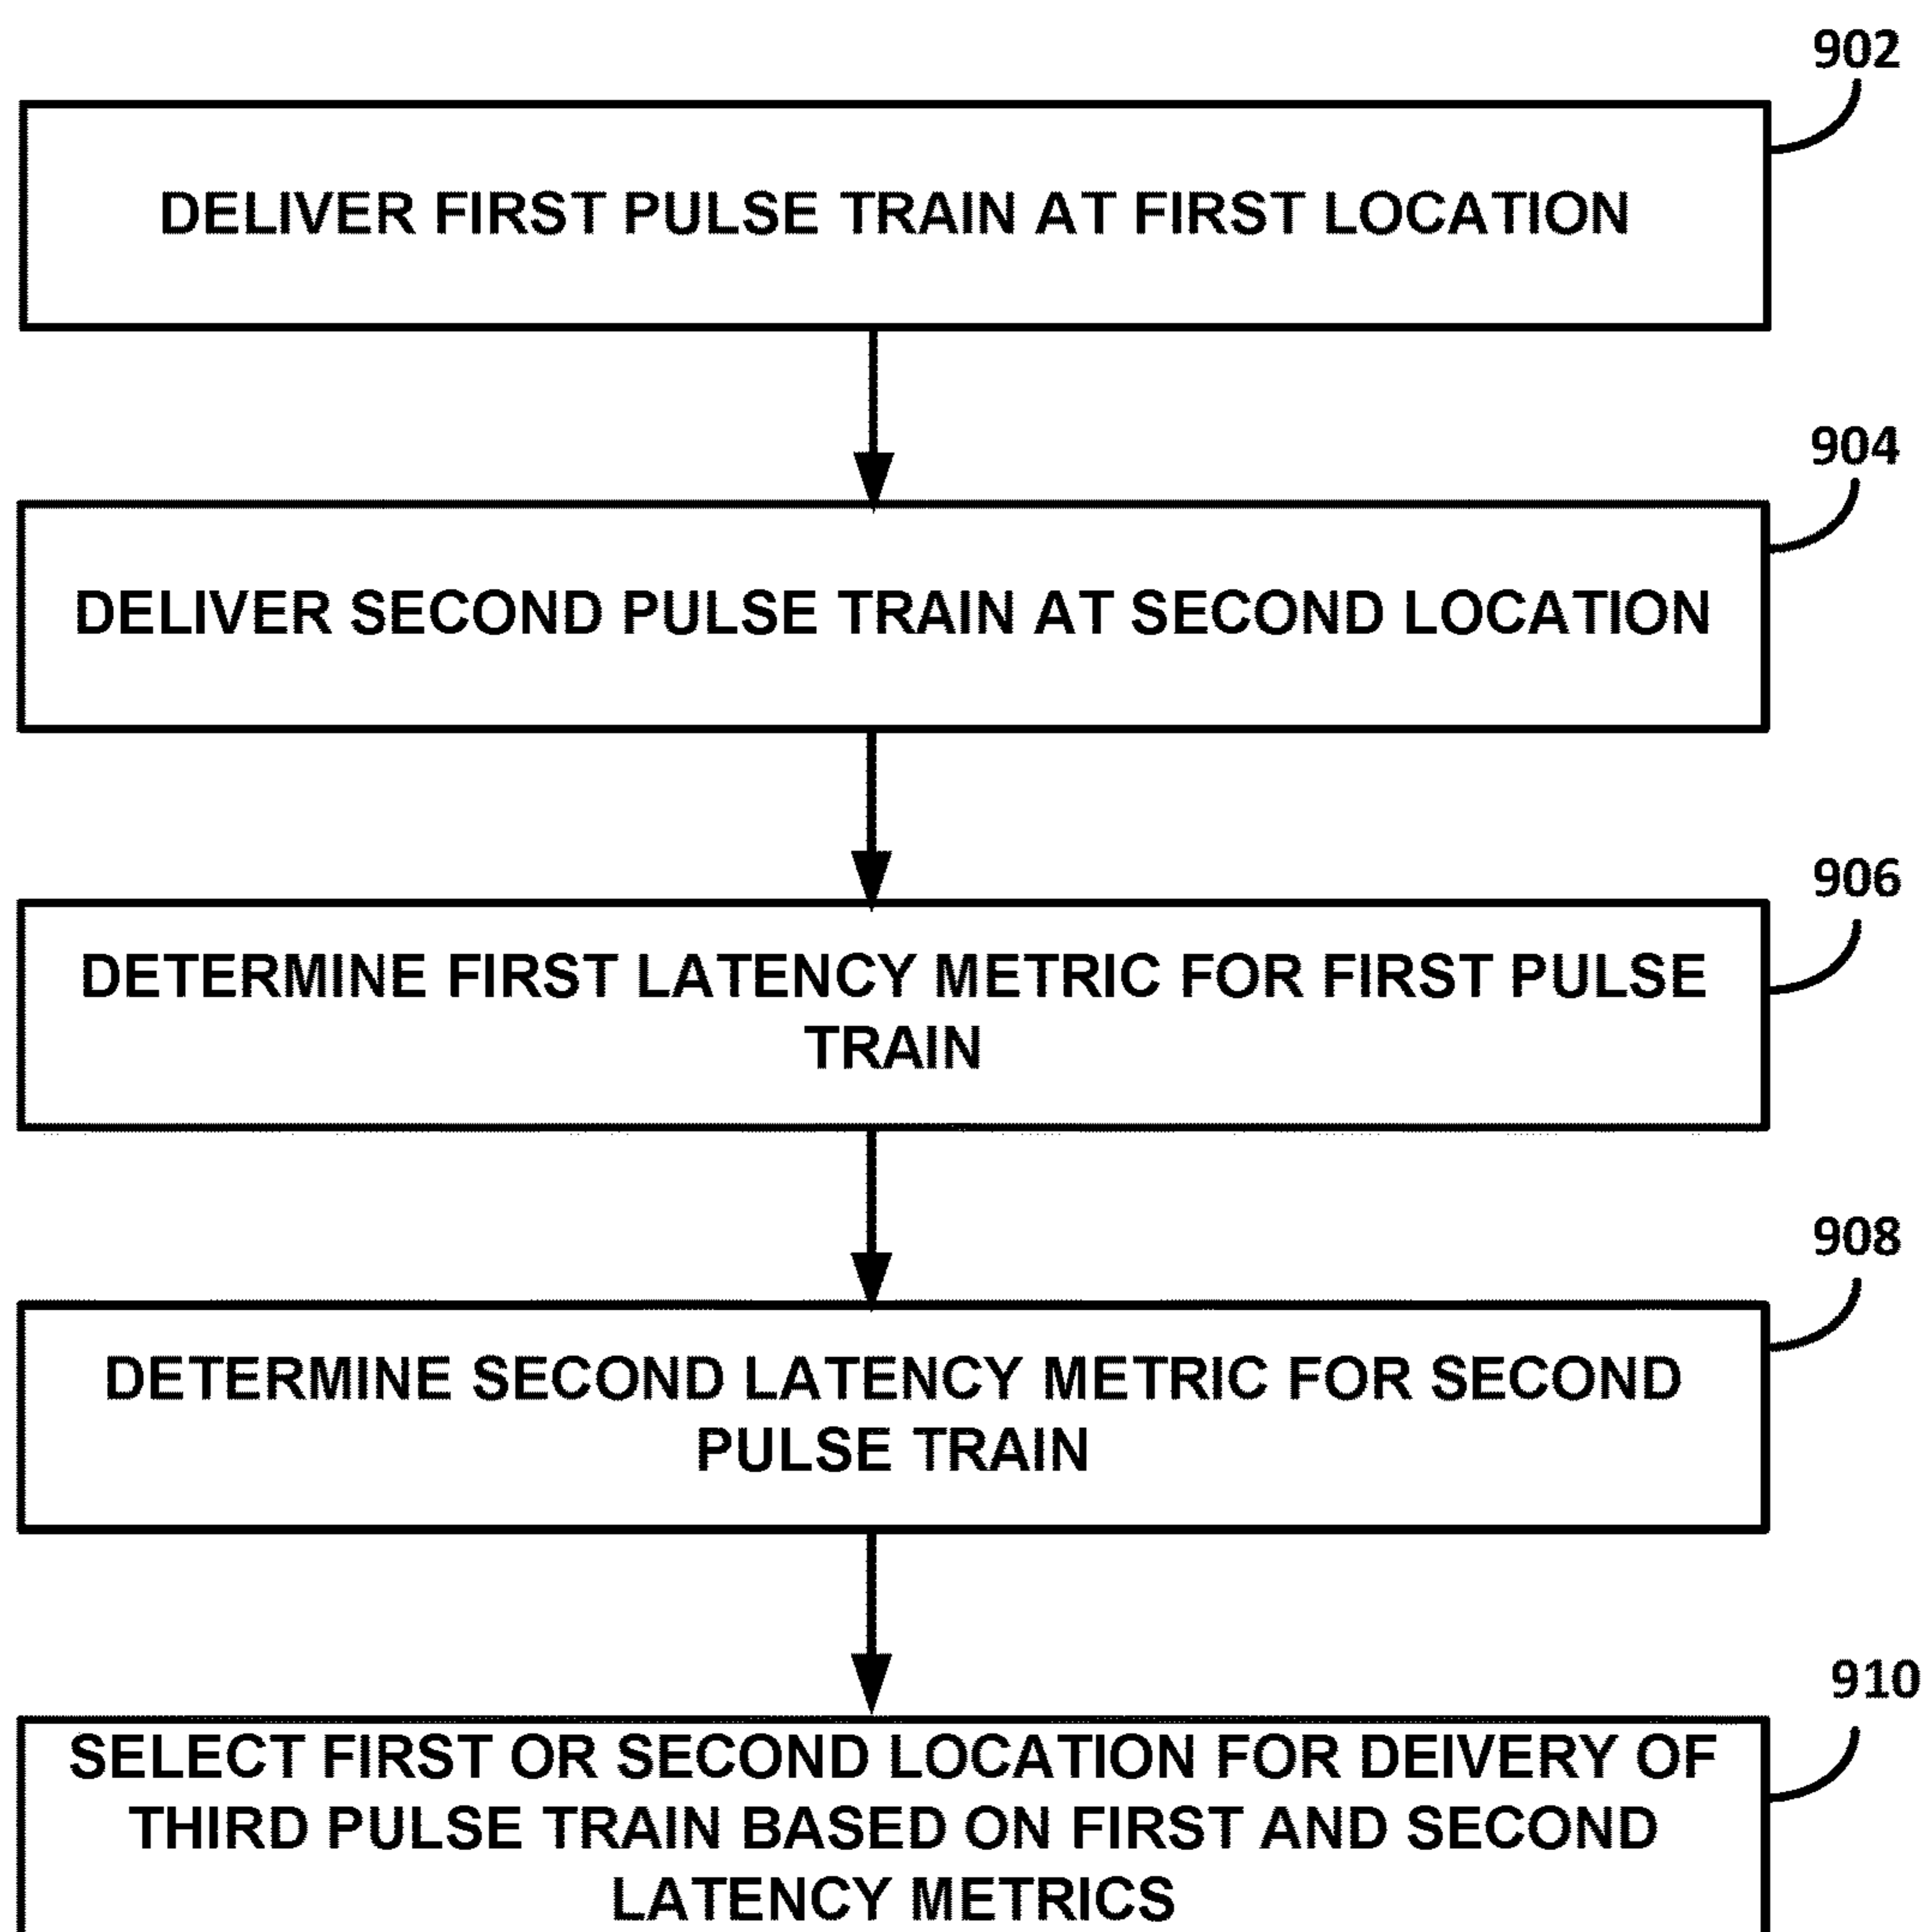 902
DELIVER FIRST PULSE TRAIN AT FIRST LOCATION
904
DELIVER SECOND PULSE TRAIN AT SECOND LOCATION
906
DETERMINE FIRST LATENCY METRIC FOR FIRST PULSE
TRAIN
908
DETERMINE SECOND LATENCY METRIC FOR SECOND
PULSE TRAIN
910
SELECT FIRST OR SECOND LOCATION FOR DEIVERY OF
THIRD PULSE TRAIN BASED ON FIRST AND SECOND
LATENCY METRICS